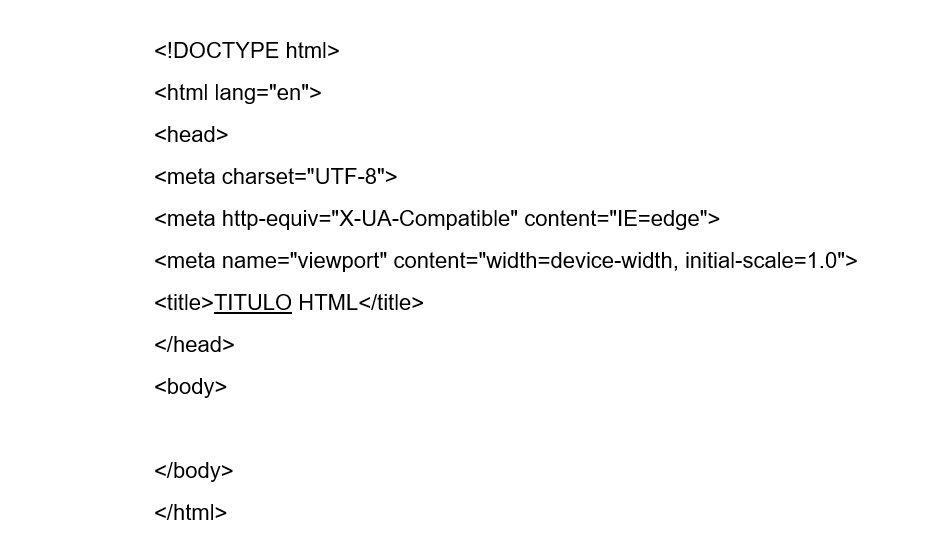 <!DOCTYPE html>
<html lang="en">
<head>
<meta charset="UTF-8">
<meta http-equiv="X-UA-Compatible" content="IE=edge">
<meta name="viewport" content="width=device-width, initial-scale=1.0">
<title>TITULO HTML</title>
</head>
<body>
</body>
</html>